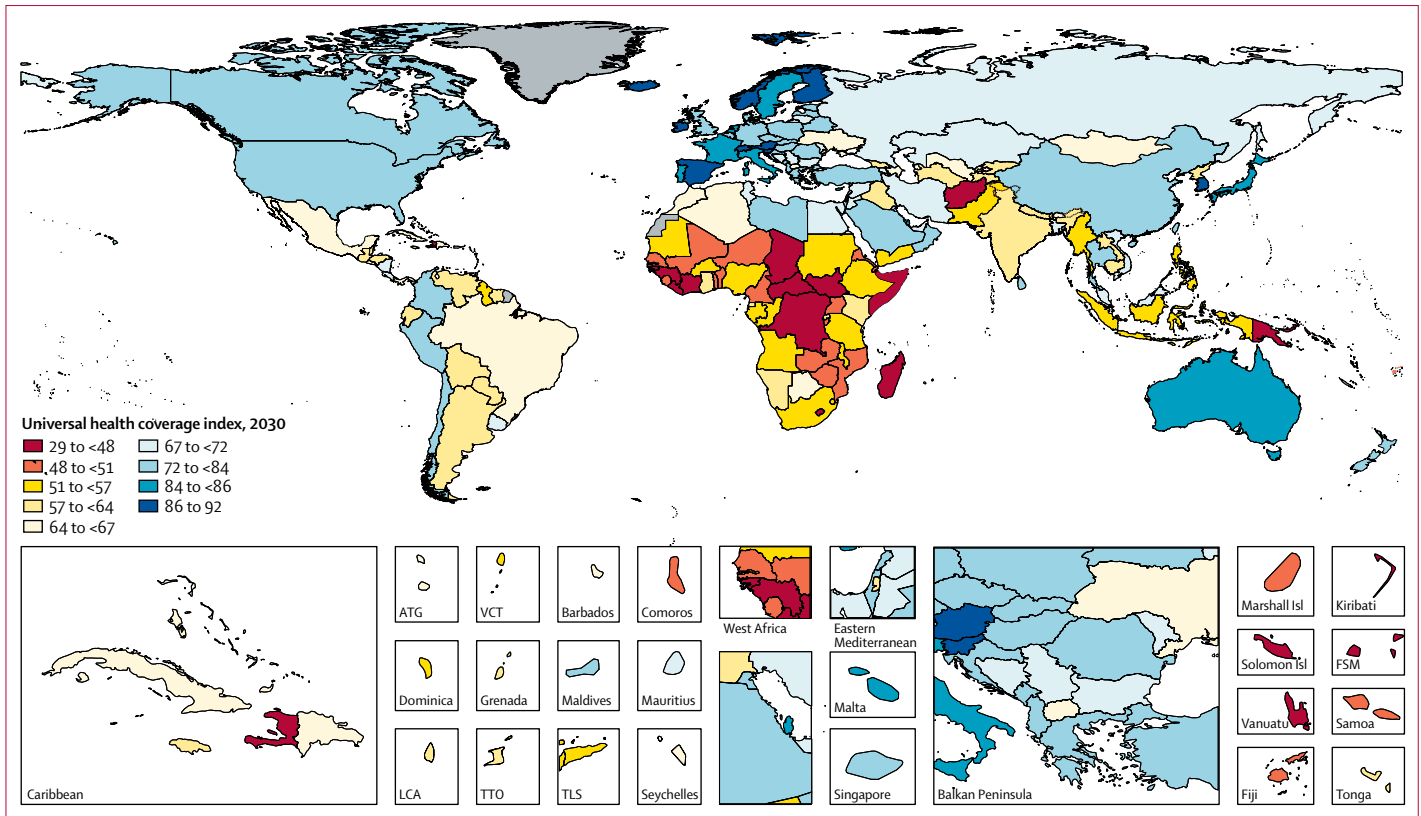 Universal health coverage index, 2030
29 to <48
48 to <51
51 to <57
57 to <64
64 to <67
67 to <72
72 to <84
84 to <86
86 to 92
Caribbean
ATG
VCT
Barbados
Comoros
West Africa
Eastern
Mediterranean
Dominica
Grenada
Maldives
Mauritius
Malta
LCA
TTO
TLS
Seychelles
Singapore
Balkan Peninsula
Marshall Isl
Kiribati
Solomon Isl
FSM
Vanuatu
Samoa
Fiji
Tonga